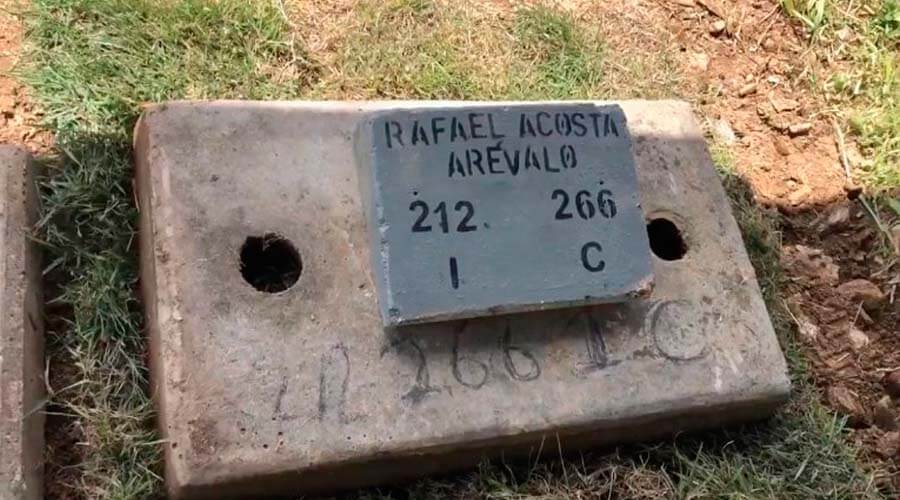 RAFAEL ACOSTA
ARÉVALO
212 266
I C
266 I C